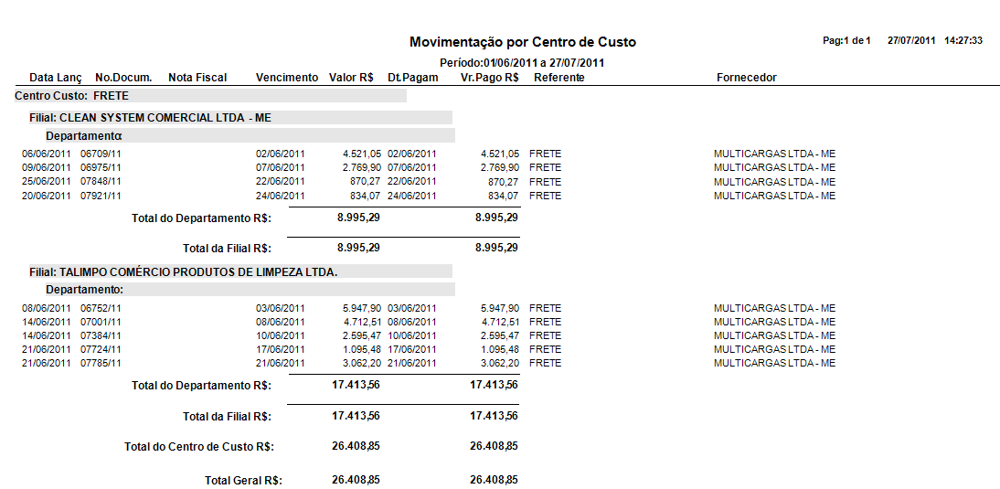 Movimentação por Centro de Custo Pag:1 de 1 27/07/2011 14:27:33
Período:01/06/2011 a 27/07/2011
Data Lanç No.Docum. Nota Fiscal Vencimento Valor R$ Dt.Pagam Vr.Pago R$ Referente Fornecedor
Centro Custo: FRETE
Filial: CLEAN SYSTEM COMERCIAL LTDA - ME
Departamento:
06/06/2011 06709/11 02/06/2011 4.521,05 02/06/2011 4.521,05 FRETE MULTICARGAS LTDA - ME
09/06/2011 06975/11 07/06/2011 2.769,90 07/06/2011 2.769,90 FRETE MULTICARGAS LTDA - ME
25/06/2011 07848/11 22/06/2011 870,27 22/06/2011 870,27 FRETE MULTICARGAS LTDA - ME
20/06/2011 07921/11 24/06/2011 834,07 24/06/2011 834,07 FRETE MULTICARGAS LTDA - ME
Total do Departamento R$: 8.995,29 8.995,29
Total da Filial R$: 8.995,29 8.995,29
Filial: TALIMPO COMÉRCIO PRODUTOS DE LIMPEZA LTDA.
Departamento:
08/06/2011 06752/11 03/06/2011 5.947,90 03/06/2011 5.947,90 FRETE MULTICARGAS LTDA - ME
14/06/2011 07001/11 08/06/2011 4.712,51 08/06/2011 4.712,51 FRETE MULTICARGAS LTDA - ME
14/06/2011 07384/11 10/06/2011 2.595,47 10/06/2011 2.595,47 FRETE MULTICARGAS LTDA - ME
21/06/2011 07724/11 17/06/2011 1.095,48 17/06/2011 1.095,48 FRETE MULTICARGAS LTDA - ME
21/06/2011 07785/11 21/06/2011 3.062,20 21/06/2011 3.062,20 FRETE MULTICARGAS LTDA - ME
Total do Departamento R$: 17.413,56 17.413,56
Total da Filial R$: 17.413,56 17.413,56
Total do Centro de Custo R$: 26.408,85 26.408,85
Total Geral R$: 26.408,85 26.408,85